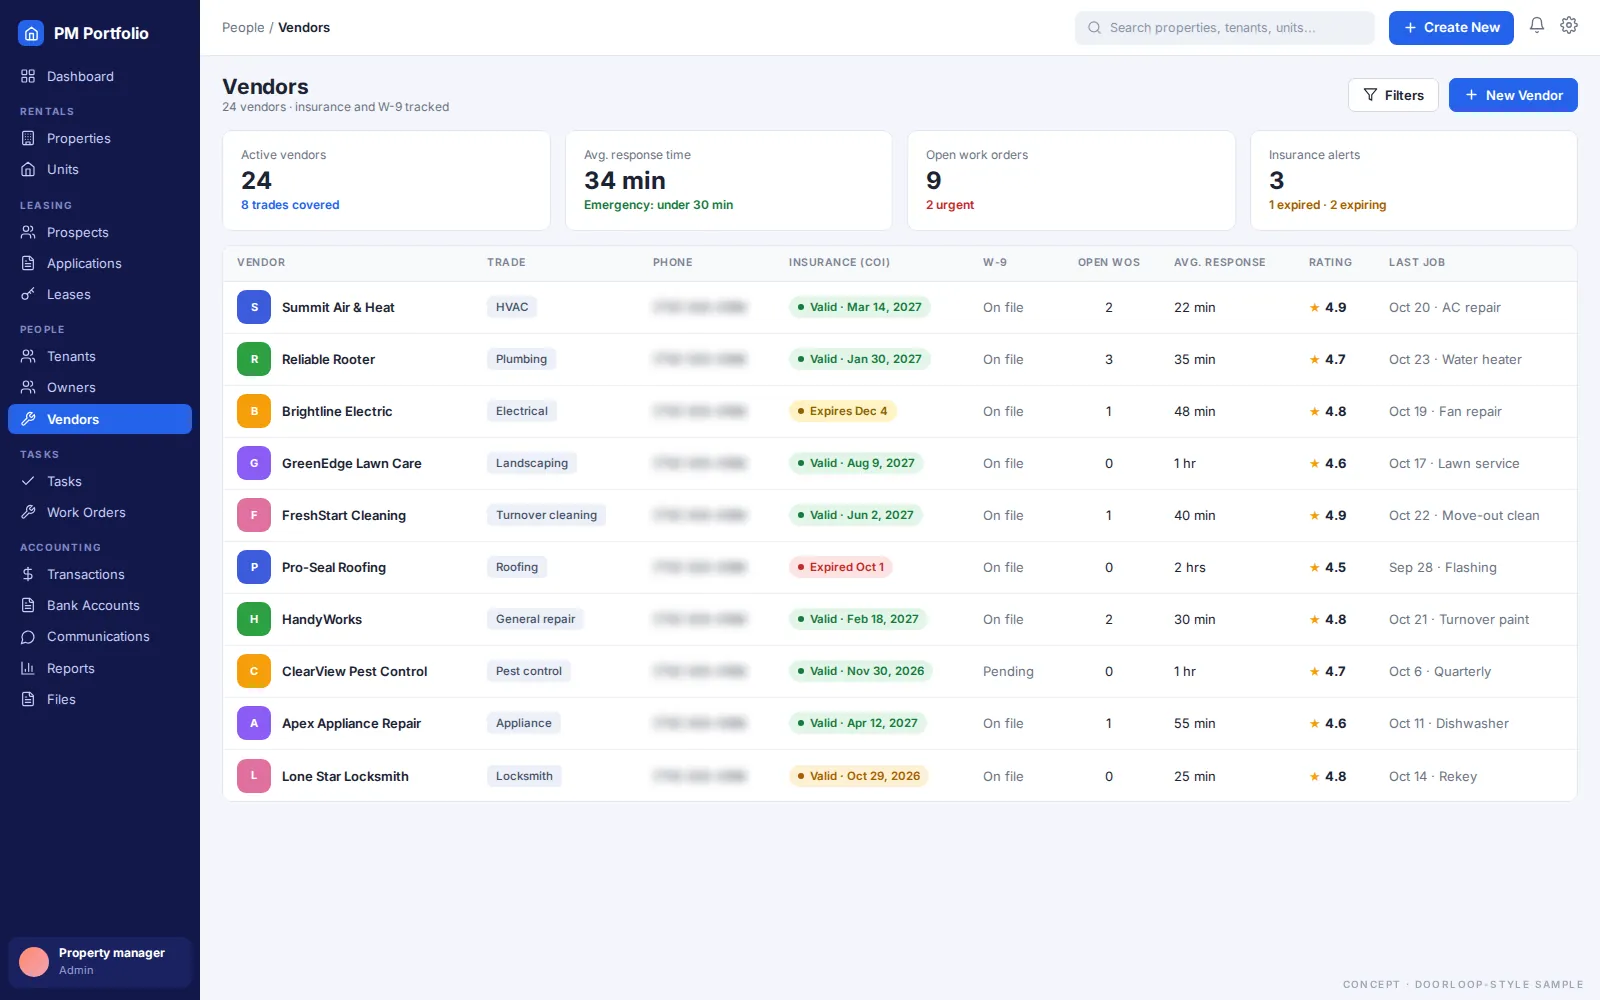 PM Portfolio
Dashboard
RENTALS
Properties
Units
LEASING
Prospects
Applications
Leases
PEOPLE
Tenants
Owners
Vendors
TASKS
Tasks
Work Orders
ACCOUNTING
Transactions
Bank Accounts
Communications
Reports
Files
Property manager
Admin
People / Vendors
Search properties, tenants, units...
Create New
Vendors
24 vendors · insurance and W-9 tracked
Filters
New Vendor
Active vendors
24
8 trades covered
Avg. response time
34 min
Emergency: under 30 min
Open work orders
9
2 urgent
Insurance alerts
3
1 expired · 2 expiring
VENDOR TRADE PHONE INSURANCE (COI) W-9 OPEN WOS AVG. RESPONSE RATING LAST JOB
S Summit Air & Heat HVAC Valid · Mar 14, 2027 On file 2 22 min ★ 4.9 Oct 20 · AC repair
R Reliable Rooter Plumbing Valid · Jan 30, 2027 On file 3 35 min ★ 4.7 Oct 23 · Water heater
B Brightline Electric Electrical Expires Dec 4 On file 1 48 min ★ 4.8 Oct 19 · Fan repair
G GreenEdge Lawn Care Landscaping Valid · Aug 9, 2027 On file 0 1 hr ★ 4.6 Oct 17 · Lawn service
F FreshStart Cleaning Turnover cleaning Valid · Jun 2, 2027 On file 1 40 min ★ 4.9 Oct 22 · Move-out clean
P Pro-Seal Roofing Roofing Expired Oct 1 On file 0 2 hrs ★ 4.5 Sep 28 · Flashing
H HandyWorks General repair Valid · Feb 18, 2027 On file 2 30 min ★ 4.8 Oct 21 · Turnover paint
C ClearView Pest Control Pest control Valid · Nov 30, 2026 Pending 0 1 hr ★ 4.7 Oct 6 · Quarterly
A Apex Appliance Repair Appliance Valid · Apr 12, 2027 On file 1 55 min ★ 4.6 Oct 11 · Dishwasher
L Lone Star Locksmith Locksmith Valid · Oct 29, 2026 On file 0 25 min ★ 4.8 Oct 14 · Rekey
CONCEPT · DOORLOOP-STYLE SAMPLE